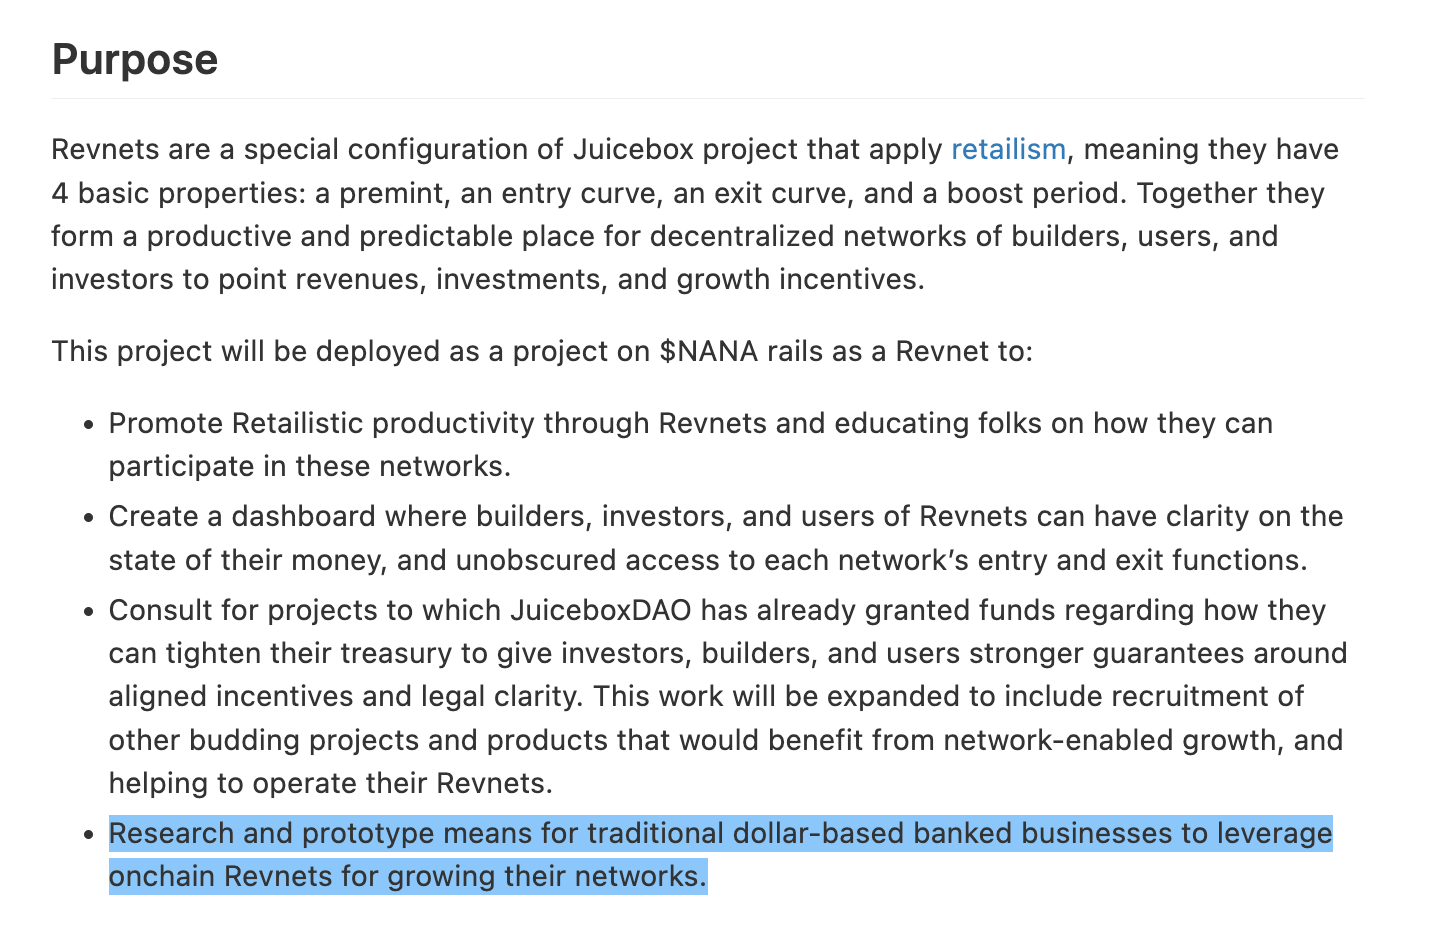 Purpose
Revnets are a special configuration of Juicebox project that apply retailism, meaning they have
4 basic properties: a premint, an entry curve, an exit curve, and a boost period. Together they
form a productive and predictable place for decentralized networks of builders, users, and
investors to point revenues, investments, and growth incentives.
This project will be deployed as a project on $NANA rails as a Revnet to:
• Promote Retailistic productivity through Revnets and educating folks on how they can
participate in these networks.
• Create a dashboard where builders, investors, and users of Revnets can have clarity on the
state of their money, and unobscured access to each network’s entry and exit functions.
• Consult for projects to which JuiceboxDAO has already granted funds regarding how they
can tighten their treasury to give investors, builders, and users stronger guarantees around
aligned incentives and legal clarity. This work will be expanded to include recruitment of
other budding projects and products that would benefit from network-enabled growth, and
helping to operate their Revnets.
• Research and prototype means for traditional dollar-based banked businesses to leverage
onchain Revnets for growing their networks.